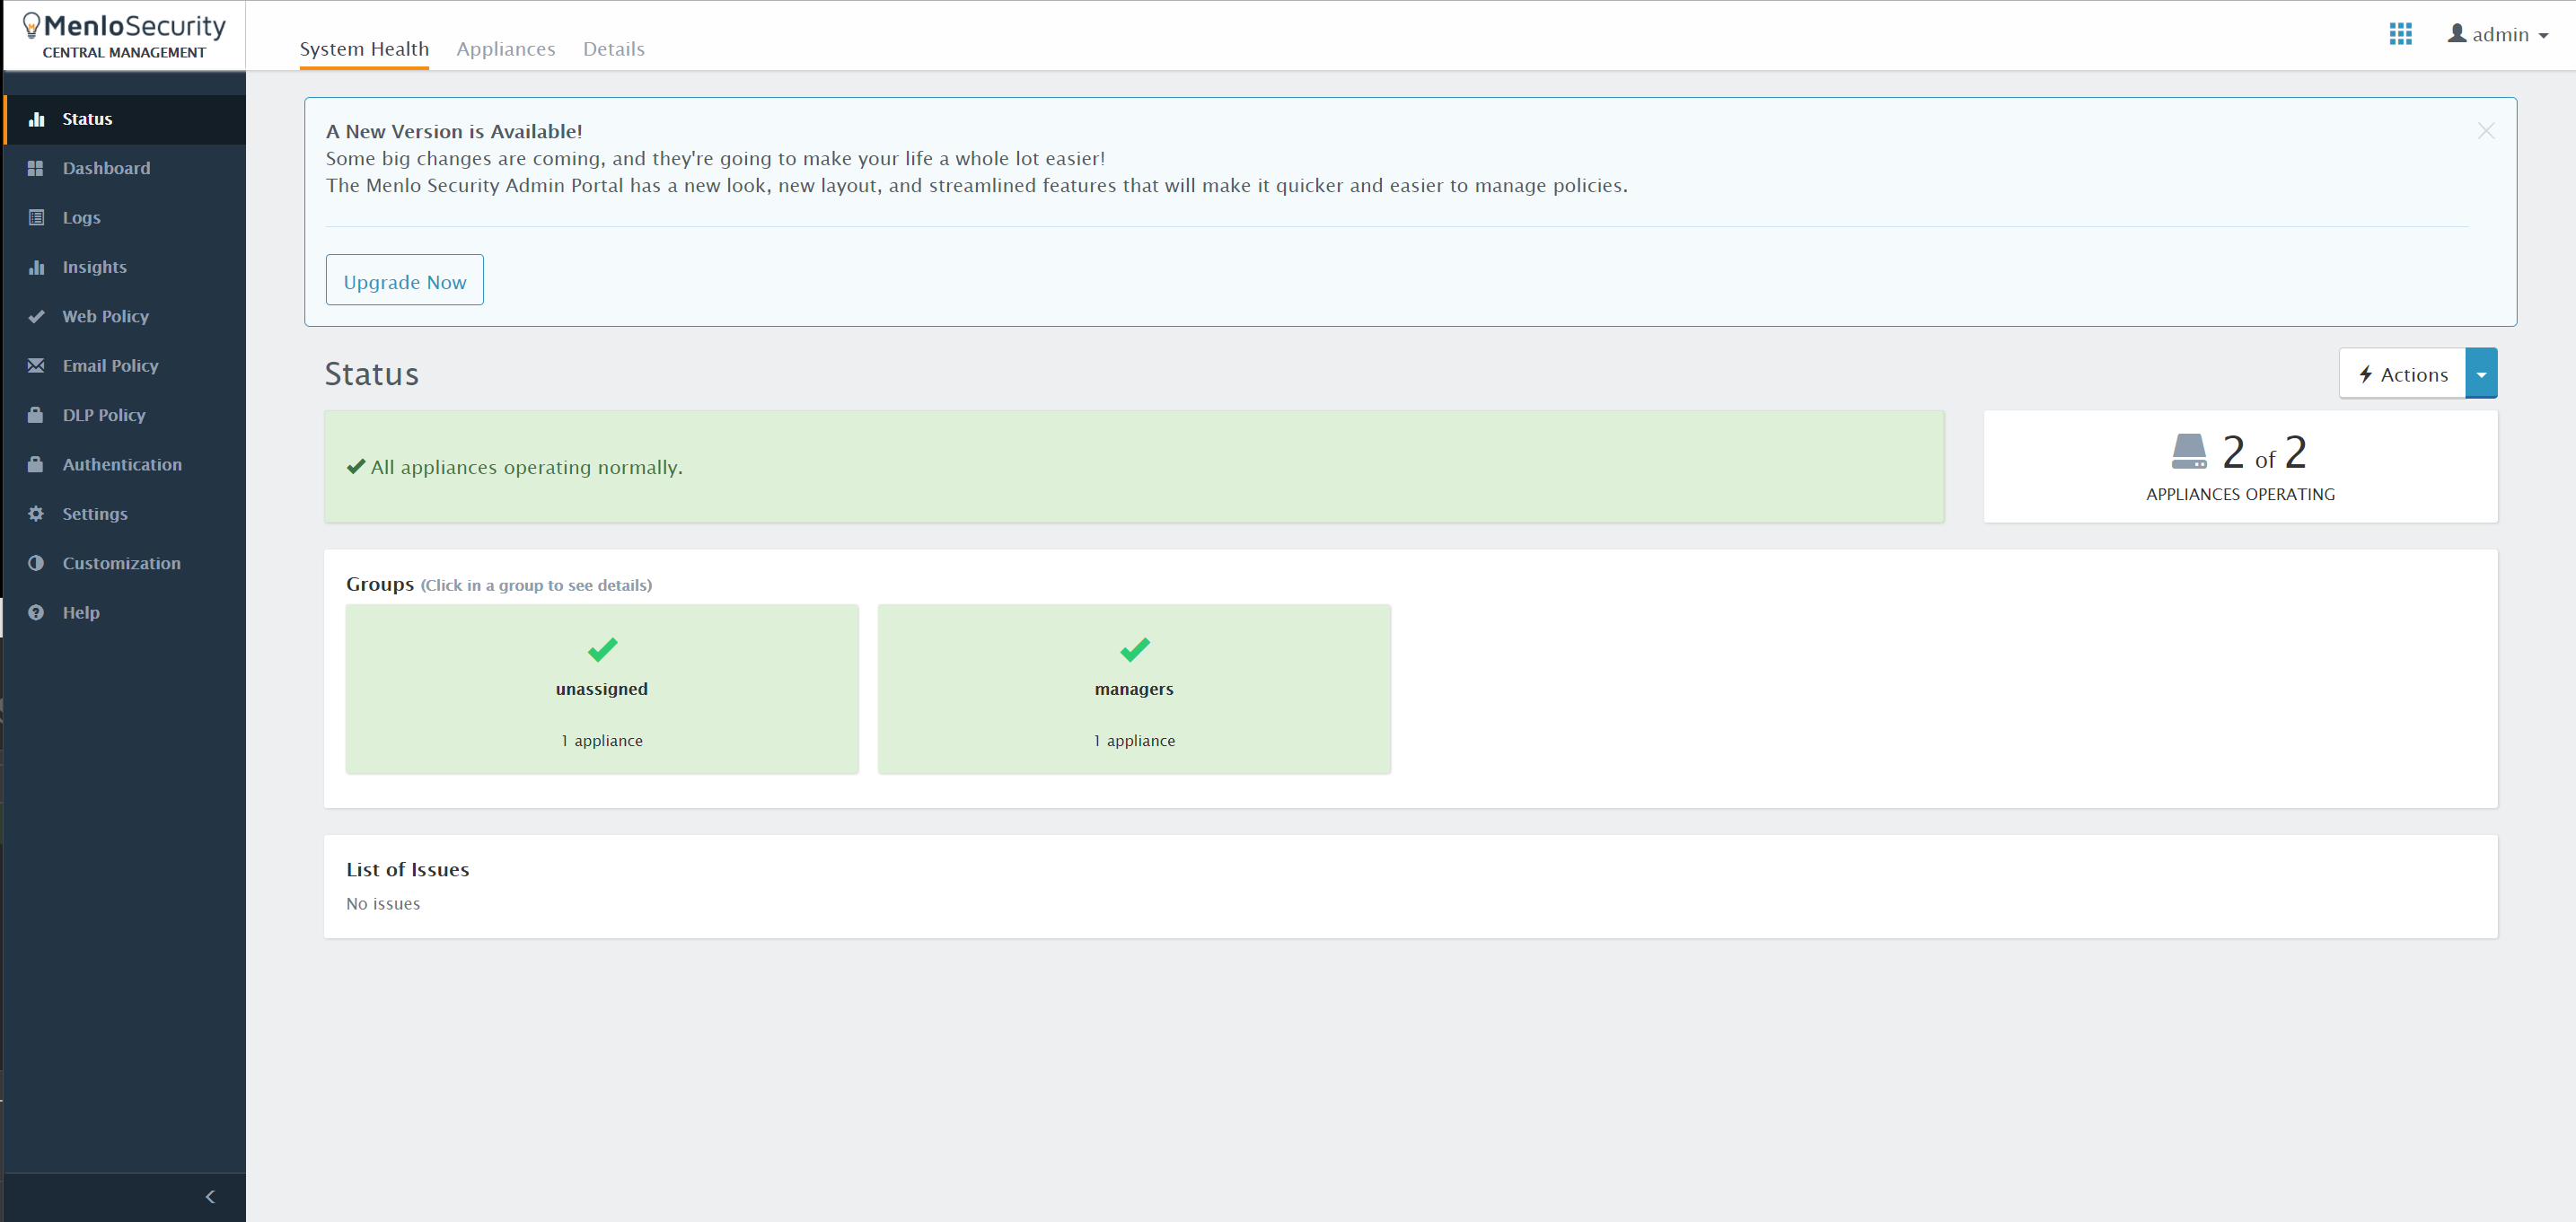 MenloSecurity
CENTRAL MANAGEMENT
System Health
Appliances
Details
admin
Status
Dashboard
Logs
Insights
Web Policy
Email Policy
DLP Policy
Authentication
Settings
Customization
Help
A New Version is Available!
Some big changes are coming, and they're going to make your life a whole lot easier!
The Menlo Security Admin Portal has a new look, new layout, and streamlined features that will make it quicker and easier to manage policies.
Upgrade Now
Status
Actions
All appliances operating normally.
2 of 2
APPLIANCES OPERATING
Groups (Click in a group to see details)
unassigned
1 appliance
managers
1 appliance
List of Issues
No issues